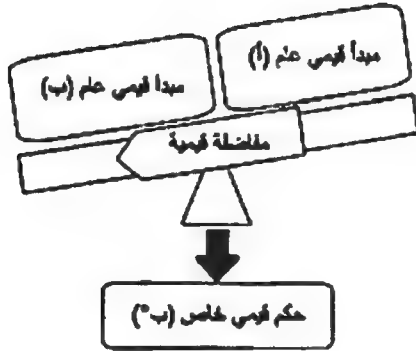 مبدأ قيمي عام (أ)
مبدأ قيمي عام (ب)
مفاضلة قيمية
حكم قيمي خاص (ب*)